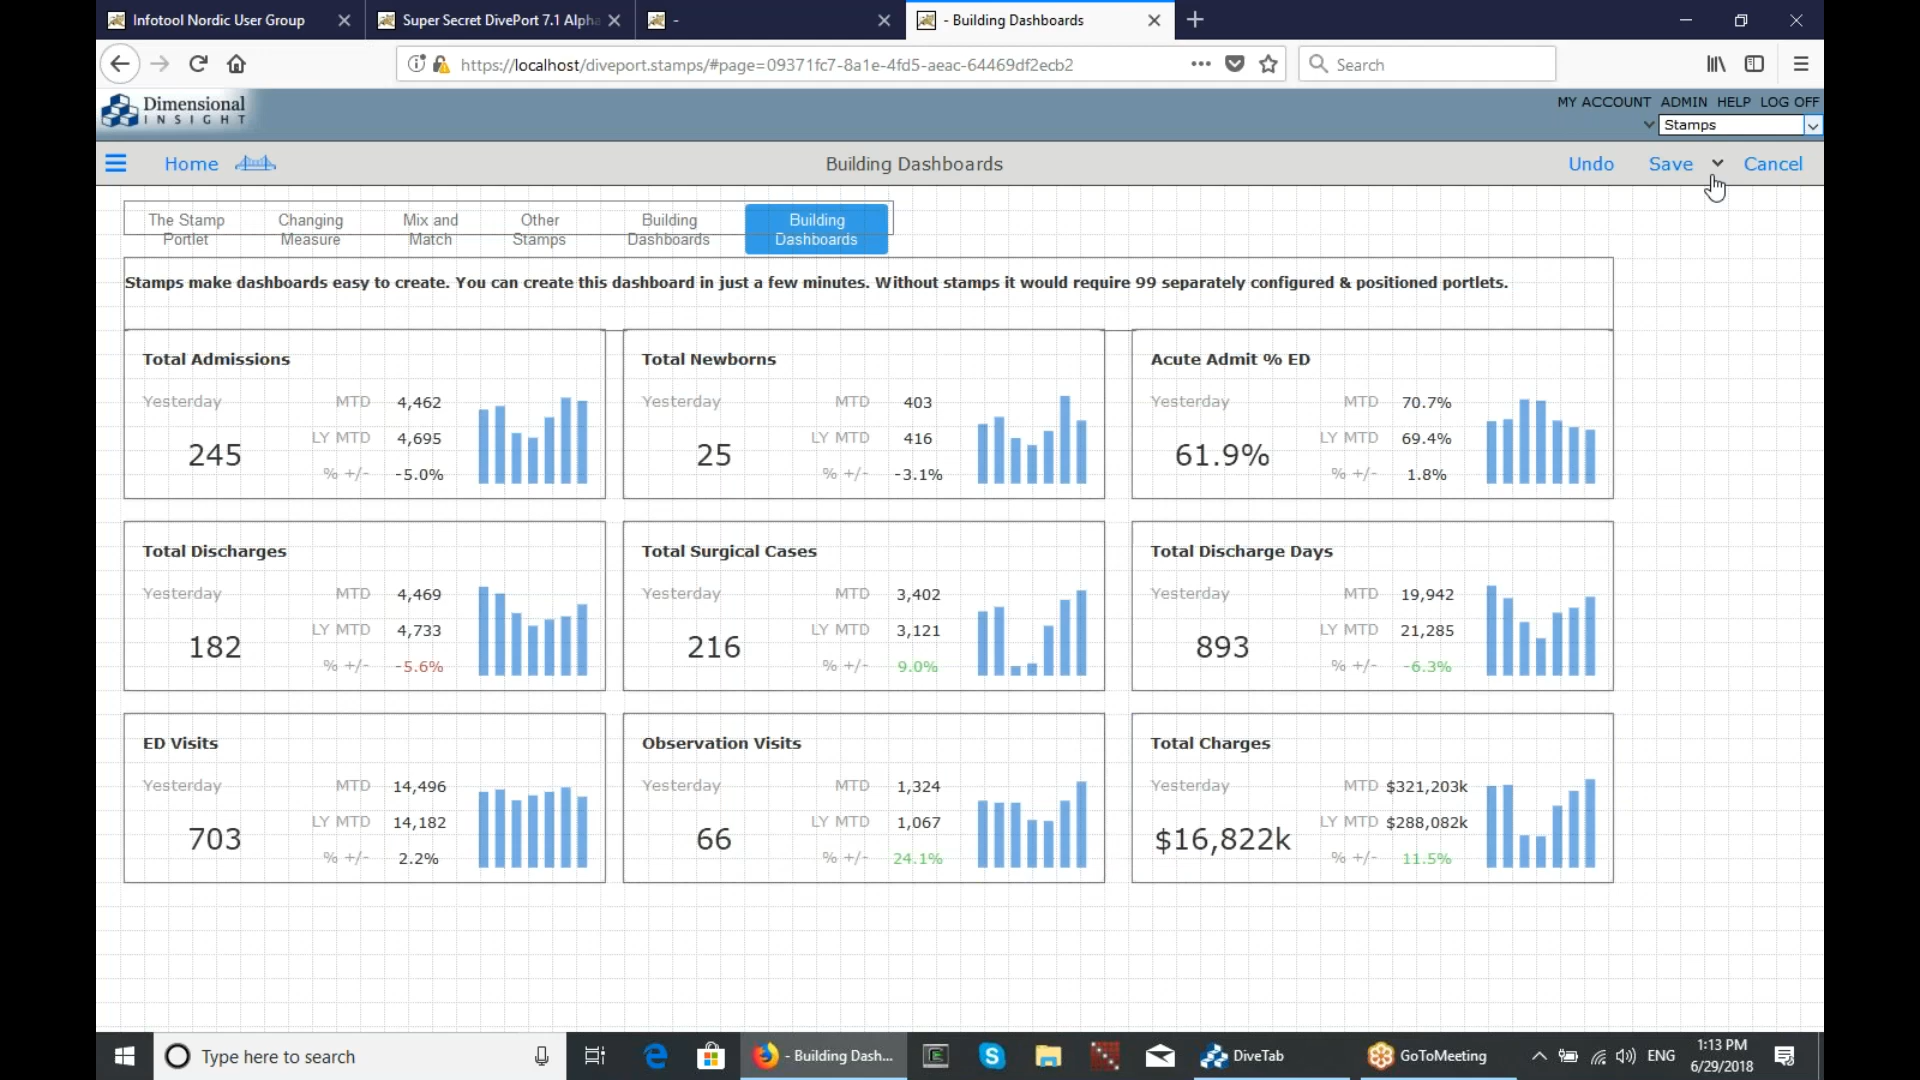 Infotool Nordic User Group
Super Secret DivePort 7.1 Alpha
-
- Building Dashboards
https://localhost/diveport.stamps/#page=09371fc7-8a1e-4fd5-aeac-64469df2ecb2
Search
Dimensional
INSIGHT
MY ACCOUNT ADMIN HELP LOG OFF
Stamps
Home
Building Dashboards
Undo Save Cancel
The Stamp
Portlet
Changing
Measure
Mix and
Match
Other
Stamps
Building
Dashboards
Building
Dashboards
Stamps make dashboards easy to create. You can create this dashboard in just a few minutes. Without stamps it would require 99 separately configured & positioned portlets.
Total Admissions
Yesterday MTD 4,462
LY MTD 4,695
245
% +/- -5.0%
Total Newborns
Yesterday MTD 403
LY MTD 416
25
% +/- -3.1%
Acute Admit % ED
Yesterday MTD 70.7%
LY MTD 69.4%
61.9%
% +/- 1.8%
Total Discharges
Yesterday MTD 4,469
LY MTD 4,733
182
% +/- -5.6%
Total Surgical Cases
Yesterday MTD 3,402
LY MTD 3,121
216
% +/- 9.0%
Total Discharge Days
Yesterday MTD 19,942
LY MTD 21,285
893
% +/- -6.3%
ED Visits
Yesterday MTD 14,496
LY MTD 14,182
703
% +/- 2.2%
Observation Visits
Yesterday MTD 1,324
LY MTD 1,067
66
% +/- 24.1%
Total Charges
Yesterday MTD $321,203k
LY MTD $288,082k
$16,822k
% +/- 11.5%
Type here to search
- Building Dash...
DiveTab
GoToMeeting
ENG
1:13 PM
6/29/2018